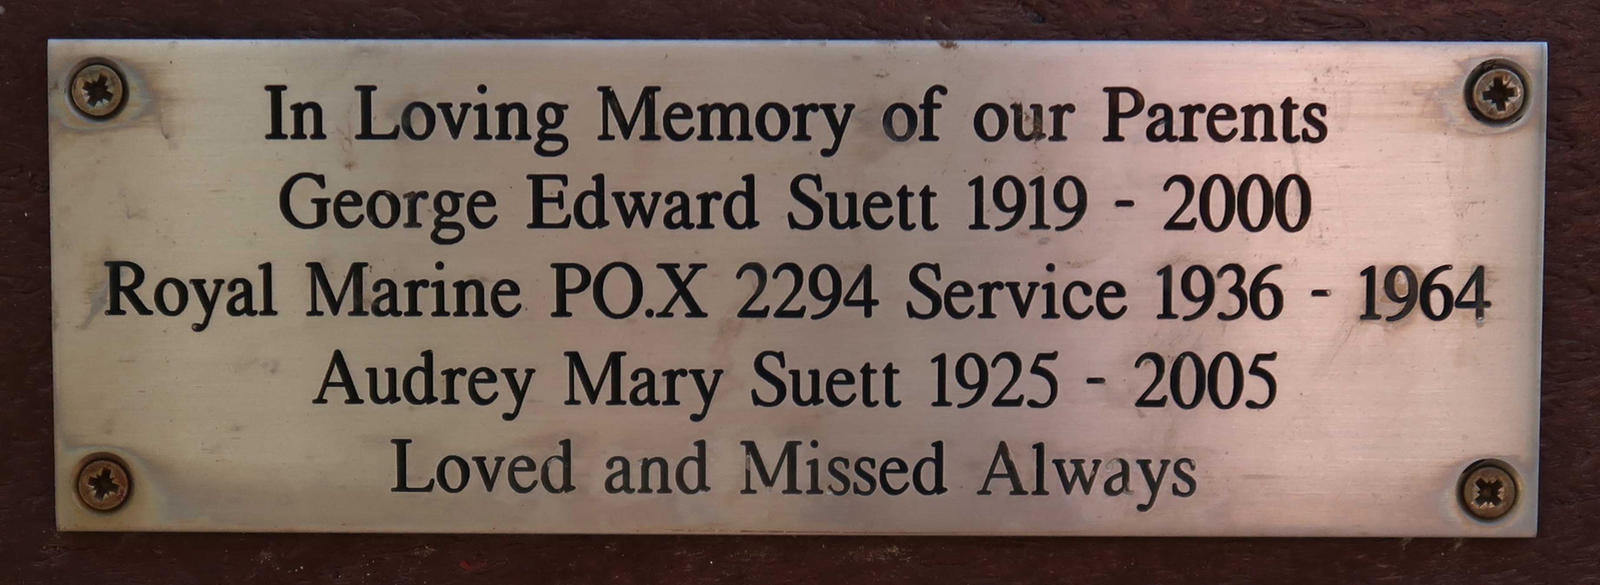 In Loving Memory of our Parents
George Edward Suett 1919 - 2000
Royal Marine PO.X 2294 Service 1936 - 1964
Audrey Mary Suett 1925 - 2005
Loved and Missed Always